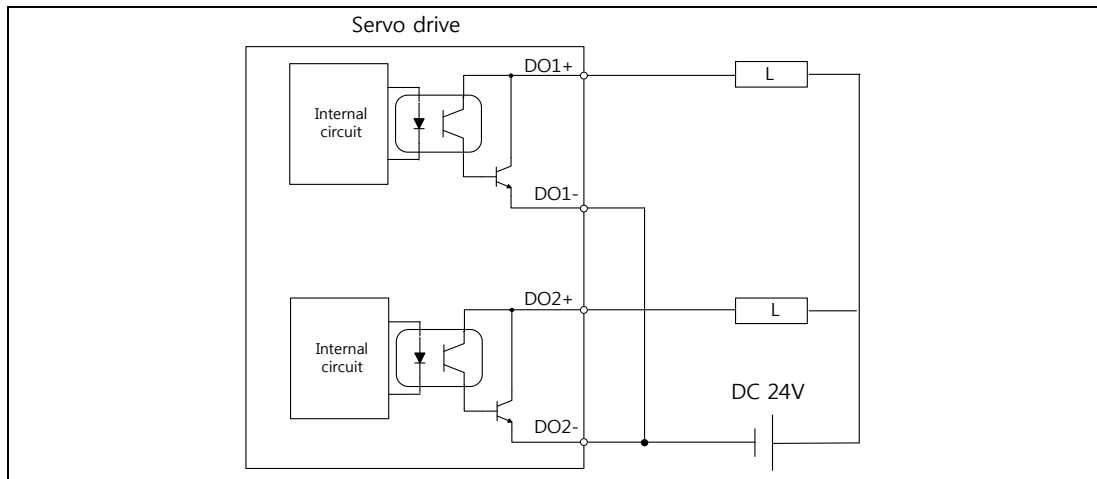 Servo drive
DO1+
L
Internal
circuit
DO1-
DO2+
L
Internal
circuit
DC 24V
DO2-